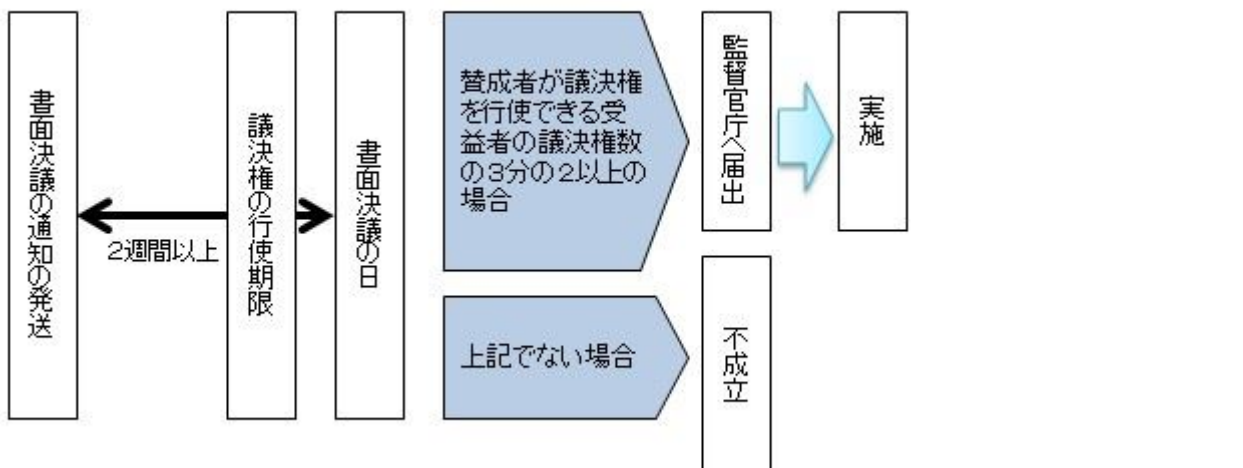 書面決議の通知の発送
2週間以上
議決権の行使期限
書面決議の日
賛成者が議決権
を行使できる受
益者の議決権数
の3分の2以上の
場合
監督官庁へ届出
実施
上記でない場合
不成立